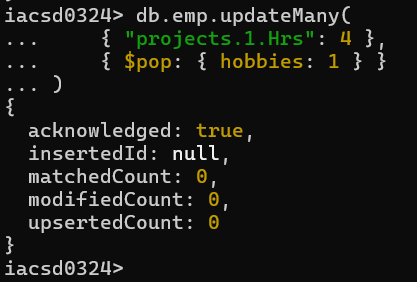 iacsd0324> db.emp.updateMany(
...     { "projects.1.Hrs": 4 },
...     { $pop: { hobbies: 1 } }
... )
{
  acknowledged: true,
  insertedId: null,
  matchedCount: 0,
  modifiedCount: 0,
  upsertedCount: 0
}
iacsd0324>